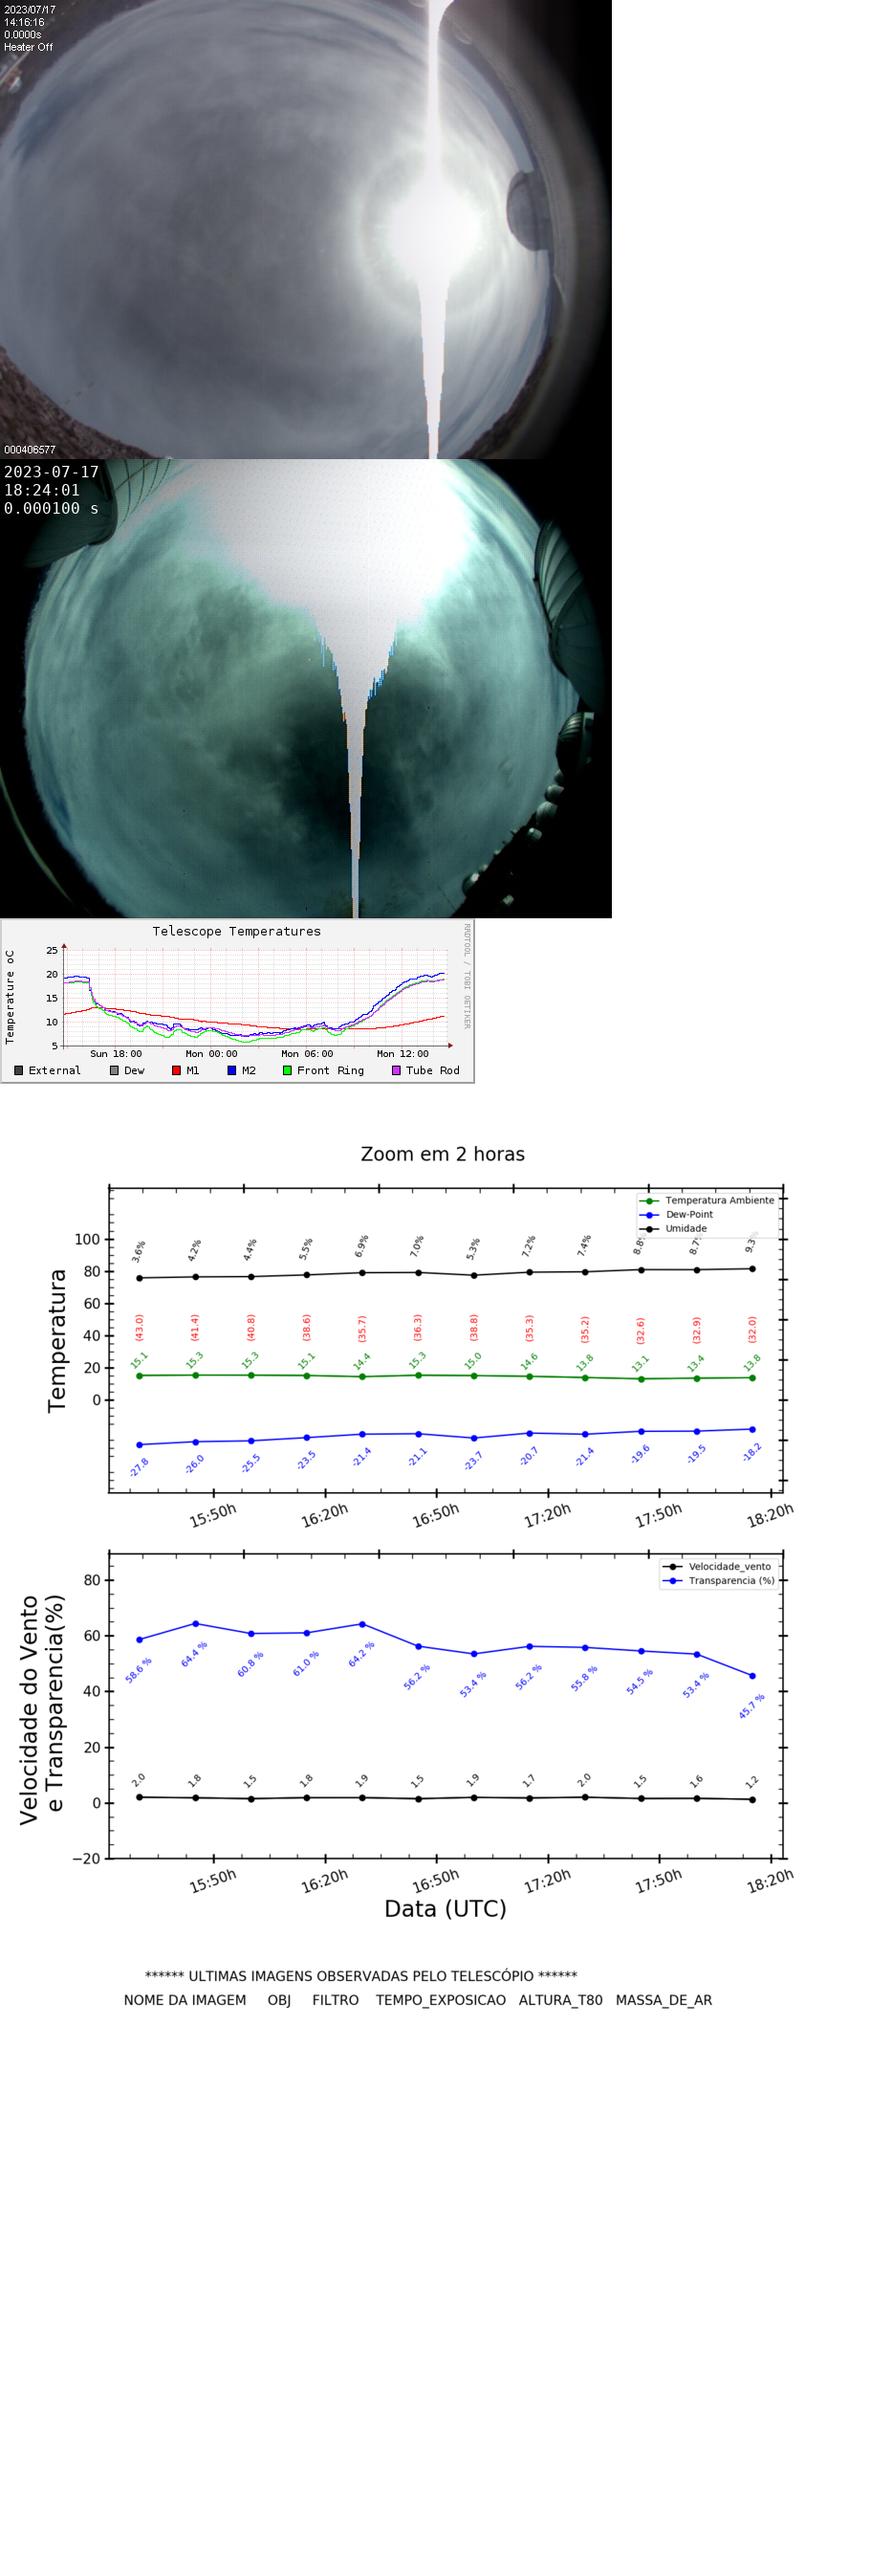 2023/07/17
14:16:16
0.0000s
Heater Off
000406577
2023-07-17
18:24:01
0.000100 s
Telescope Temperatures
RRDTOOL / TOBI OETIKER
Temperature oC
25
20
15
10
5
Sun 18:00 Mon 00:00 Mon 06:00 Mon 12:00
External Dew M1 M2 Front Ring Tube Rod
Zoom em 2 horas
Temperatura Ambiente
Dew-Point
Umidade
Temperatura
100
80
60
40
20
0
3.6% 4.2% 4.4% 5.5% 6.9% 7.0% 5.3% 7.2% 7.4% 8.8% 8.7% 9.3%
(43.0) (41.4) (40.8) (38.6) (35.7) (36.3) (38.8) (35.3) (35.2) (32.6) (32.9) (32.0)
15.1 15.3 15.3 15.1 14.4 15.3 15.0 14.6 13.8 13.1 13.4 13.8
-27.8 -26.0 -25.5 -23.5 -21.4 -21.1 -23.7 -20.7 -21.4 -19.6 -19.5 -18.2
15:50h 16:20h 16:50h 17:20h 17:50h 18:20h
Velocidade_vento
Transparencia (%)
Velocidade do Vento
e Transparencia(%)
80
60
40
20
0
−20
58.6 % 64.4 % 60.8 % 61.0 % 64.2 % 56.2 % 53.4 % 56.2 % 55.8 % 54.5 % 53.4 % 45.7 %
2.0 1.8 1.5 1.8 1.9 1.5 1.9 1.7 2.0 1.5 1.6 1.2
15:50h 16:20h 16:50h 17:20h 17:50h 18:20h
Data (UTC)
****** ULTIMAS IMAGENS OBSERVADAS PELO TELESCÓPIO ******
NOME DA IMAGEM OBJ FILTRO TEMPO_EXPOSICAO ALTURA_T80 MASSA_DE_AR